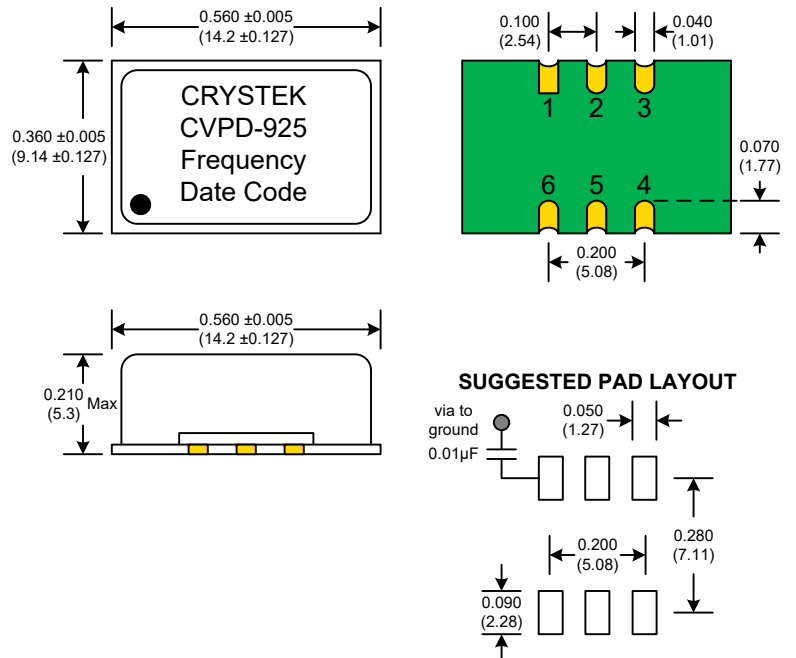 0.560 ±0.005
(14.2 ±0.127)
0.360 ±0.005
(9.14 ±0.127)
CRYSTEK
CVPD-925
Frequency
Date Code
0.100
(2.54)
0.040
(1.01)
1 2 3
6 5 4
0.070
(1.77)
0.200
(5.08)
0.560 ±0.005
(14.2 ±0.127)
0.210
(5.3) Max
SUGGESTED PAD LAYOUT
via to
ground
0.01µF
0.050
(1.27)
0.200
(5.08)
0.280
(7.11)
0.090
(2.28)